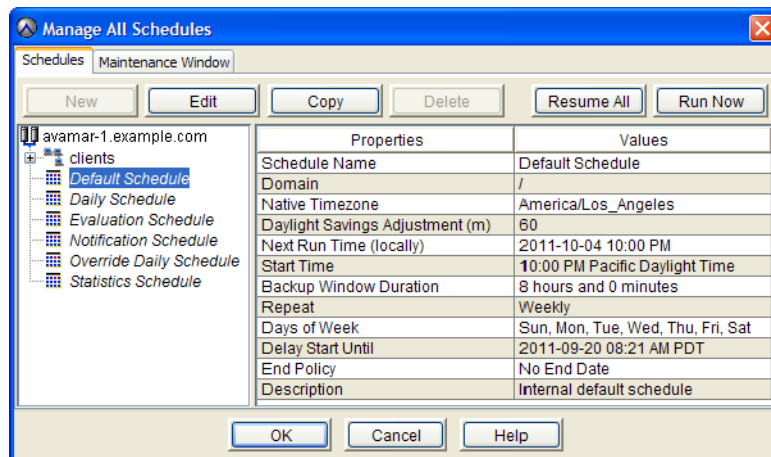 Manage All Schedules
Schedules Maintenance Window
New Edit Copy Delete Resume All Run Now
avamar-1.example.com
clients
Default Schedule
Daily Schedule
Evaluation Schedule
Notification Schedule
Override Daily Schedule
Statistics Schedule
Properties Values
Schedule Name Default Schedule
Domain /
Native Timezone America/Los_Angeles
Daylight Savings Adjustment (m) 60
Next Run Time (locally) 2011-10-04 10:00 PM
Start Time 10:00 PM Pacific Daylight Time
Backup Window Duration 8 hours and 0 minutes
Repeat Weekly
Days of Week Sun, Mon, Tue, Wed, Thu, Fri, Sat
Delay Start Until 2011-09-20 08:21 AM PDT
End Policy No End Date
Description Internal default schedule
OK Cancel Help